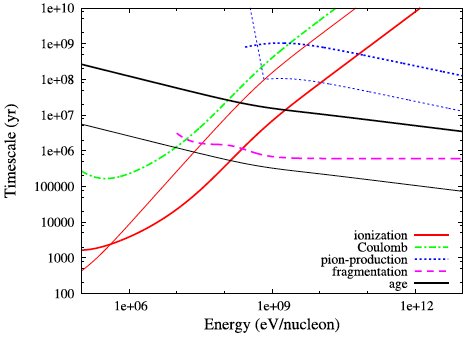 1e+10
1e+09
1e+08
1e+07
1e+06
100000
10000
1000
100
Timescale (yr)
ionization
Coulomb
pion-production
fragmentation
age
1e+06 1e+09 1e+12
Energy (eV/nucleon)